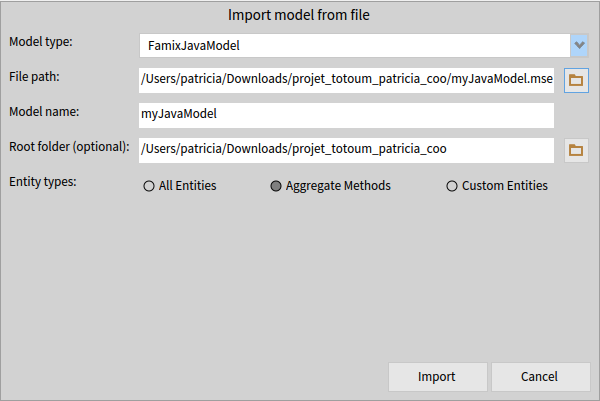 Import model from file
Model type: FamixJavaModel
File path: /Users/patricia/Downloads/projet_totoum_patricia_coo/myJavaModel.mse
Model name: myJavaModel
Root folder (optional): /Users/patricia/Downloads/projet_totoum_patricia_coo
Entity types: All Entities Aggregate Methods Custom Entities
Import Cancel